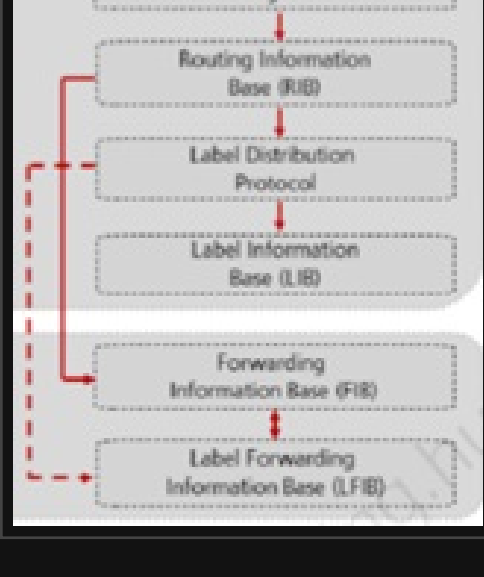 Routing Information
Base (RIB)
Label Distribution
Protocol
Label Information
Base (LIB)
Forwarding
Information Base (FIB)
Label Forwarding
Information Base (LFIB)